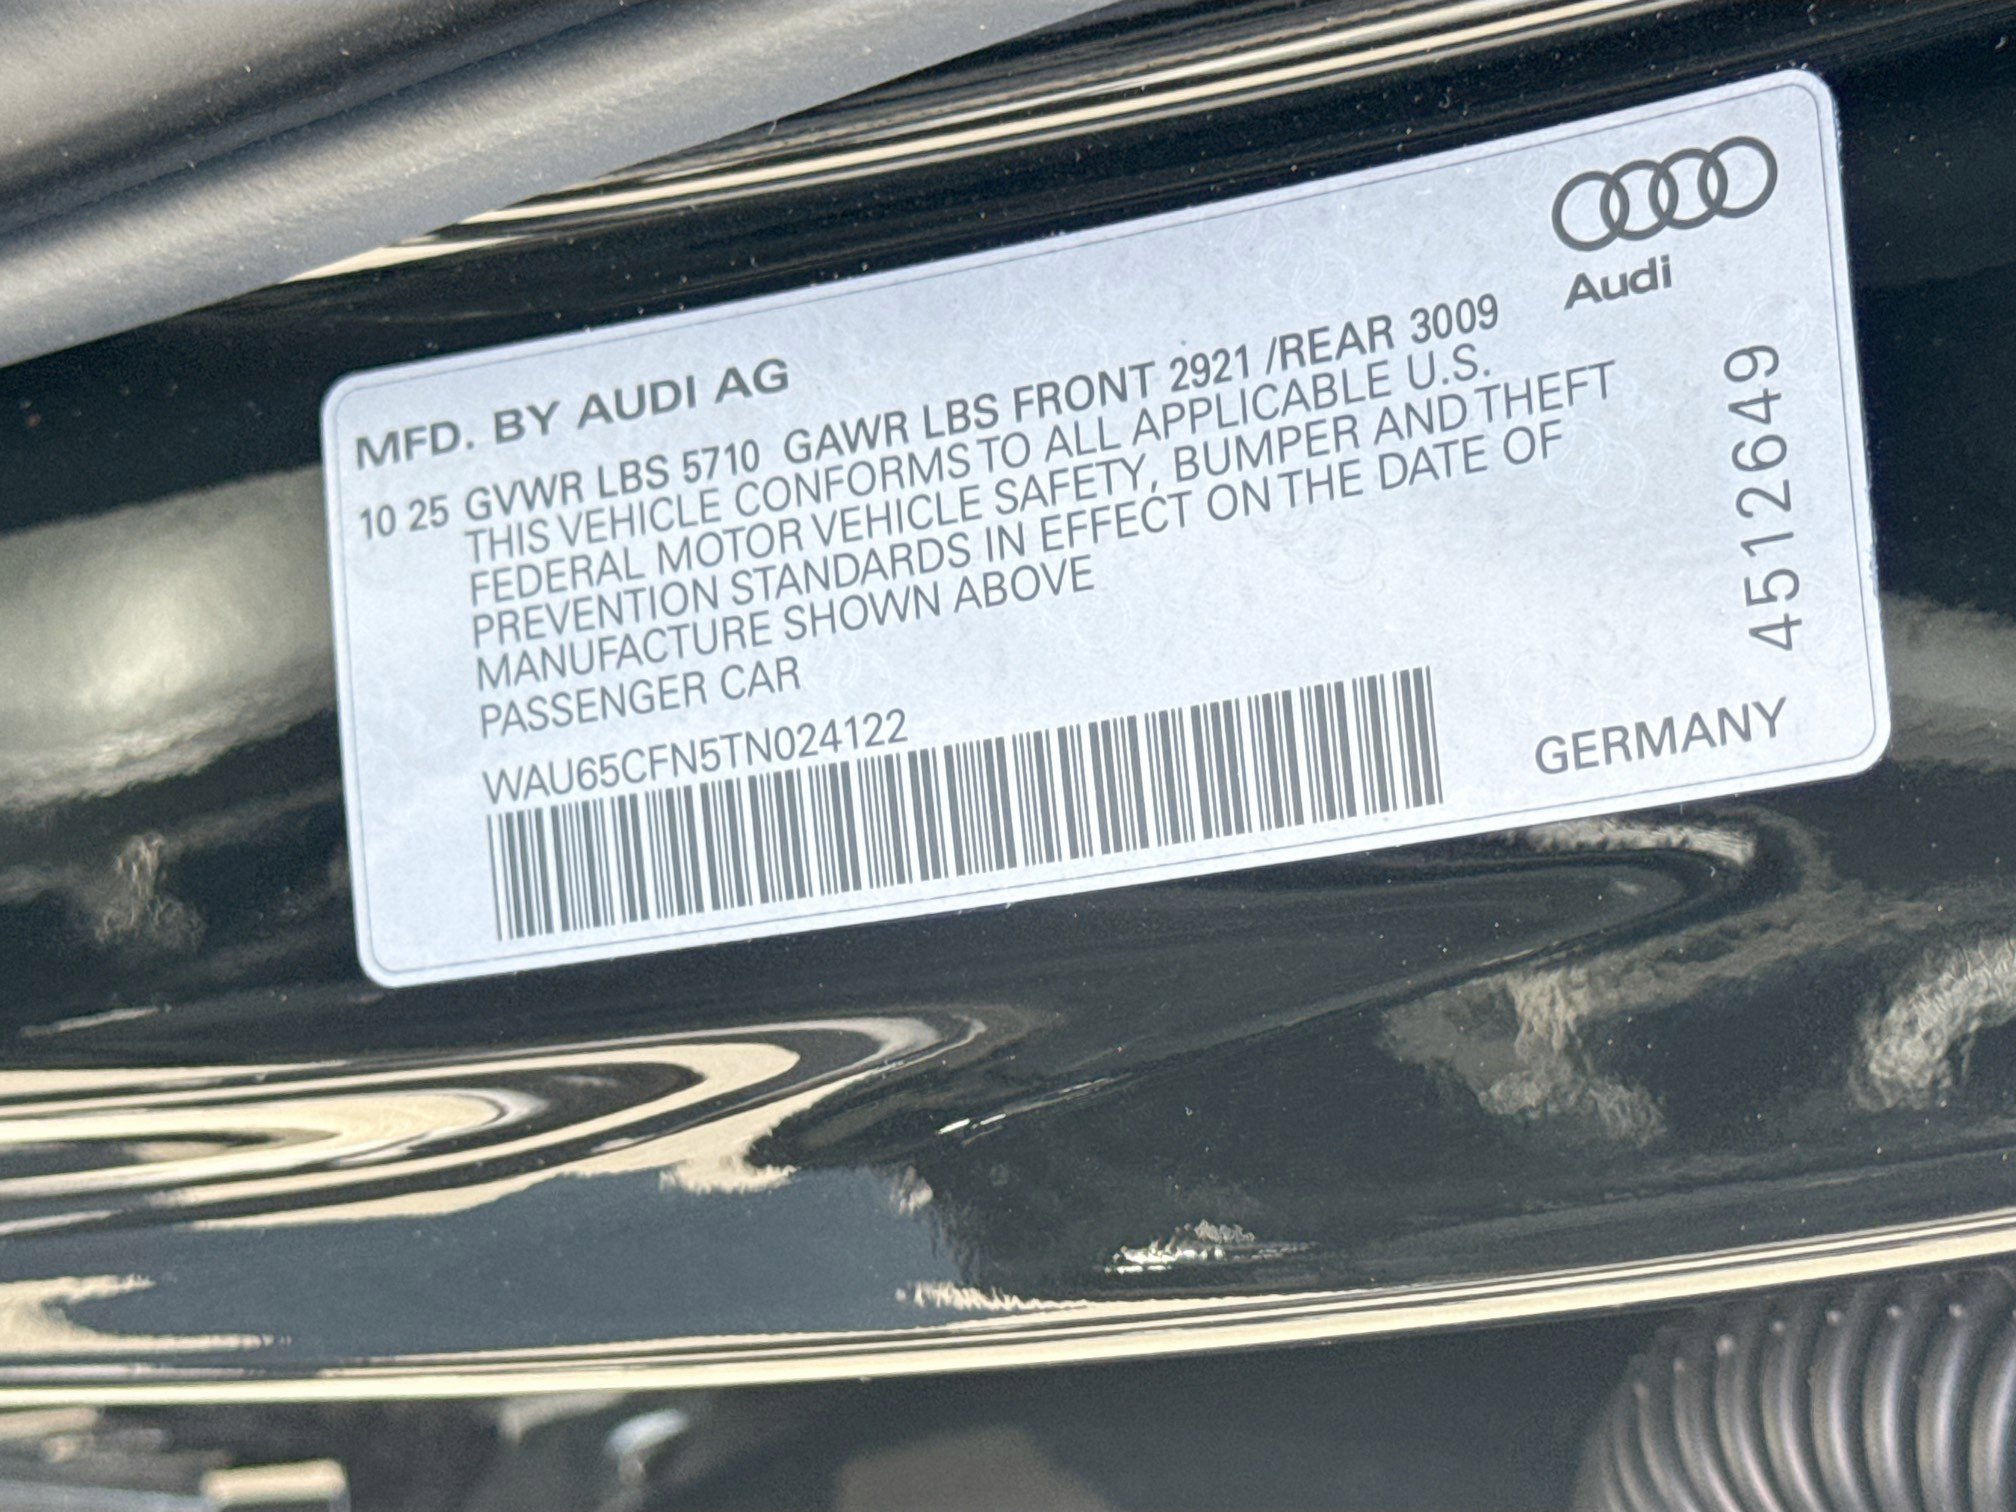 Audi
MFD. BY AUDI AG
10 25 GVWR LBS 5710 GAWR LBS FRONT 2921 /REAR 3009
THIS VEHICLE CONFORMS TO ALL APPLICABLE U.S.
FEDERAL MOTOR VEHICLE SAFETY, BUMPER AND THEFT
PREVENTION STANDARDS IN EFFECT ON THE DATE OF
MANUFACTURE SHOWN ABOVE
PASSENGER CAR
WAU65CFN5TN024122
GERMANY
4512649